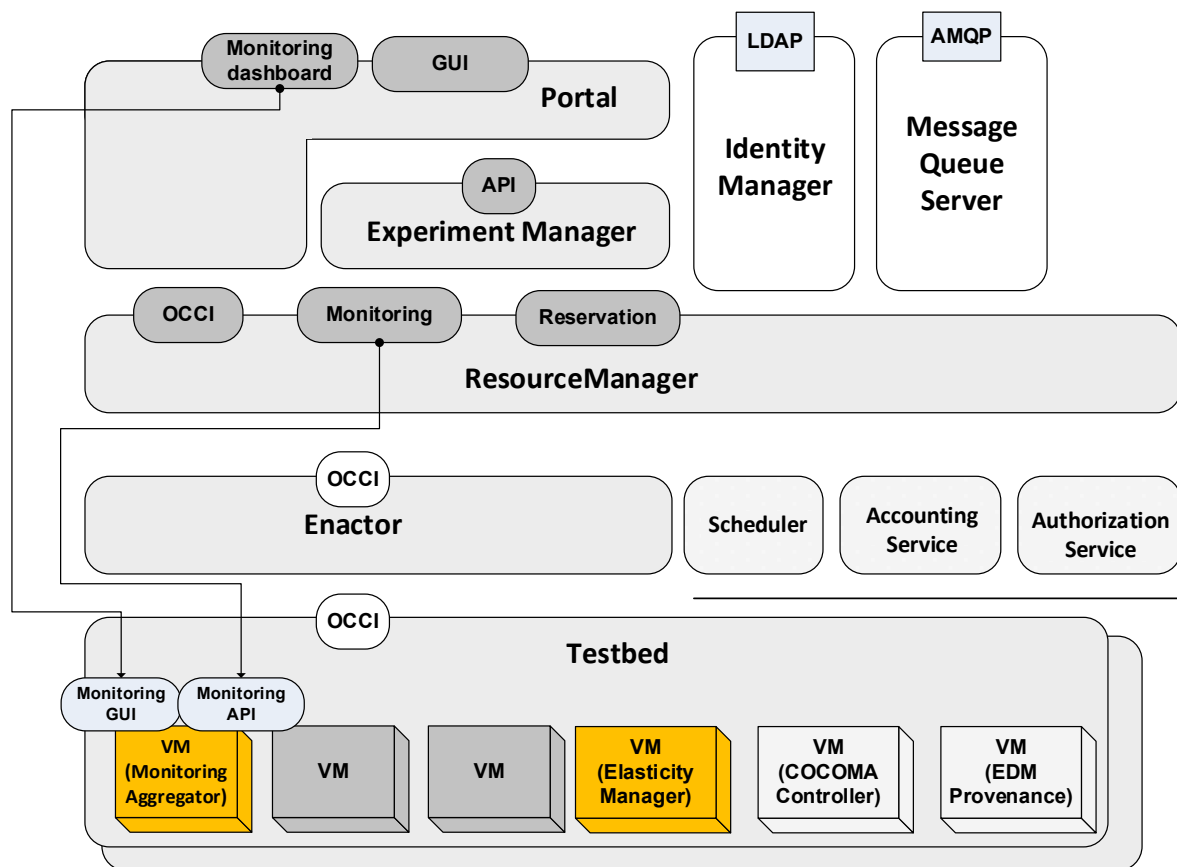 Monitoring
dashboard
GUI
Portal
LDAP
Identity
Manager
AMQP
Message
Queue
Server
API
Experiment Manager
OCCI
Monitoring
Reservation
ResourceManager
OCCI
Enactor
Scheduler
Accounting
Service
Authorization
Service
OCCI
Testbed
Monitoring
GUI
Monitoring
API
VM
(Monitoring
Aggregator)
VM
VM
VM
(Elasticity
Manager)
VM
(COCOMA
Controller)
VM
(EDM
Provenance)